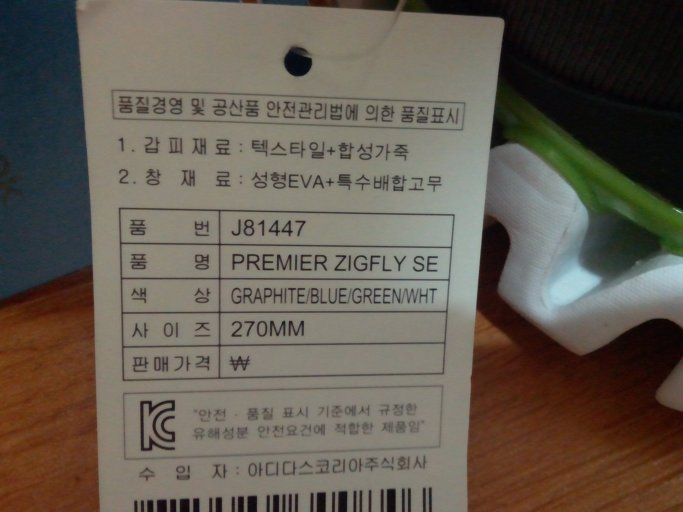 품질경영 및 공산품 안전관리법에 의한 품질표시
1. 갑피재료 : 텍스타일+합성가죽
2. 창 재 료 : 성형EVA+특수배합고무
품 번 J81447
품 명 PREMIER ZIGFLY SE
색 상 GRAPHITE/BLUE/GREEN/WHT
사 이 즈 270MM
판매가격 ₩
"안전 · 품질 표시 기준에서 규정한
유해성분 안전요건에 적합한 제품임"
수 입 자 : 아디다스코리아주식회사